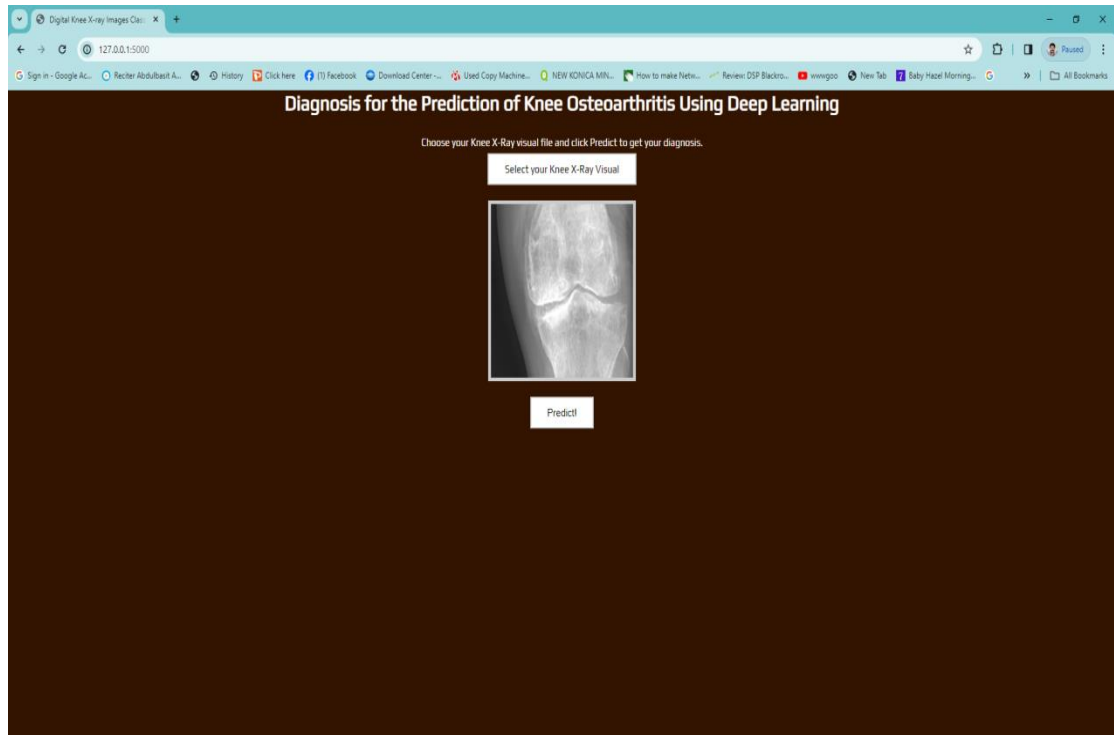 Digital Knee X-ray Images Clas
127.0.0.1:5000
Paused
Sign in - Google Ac...
Reciter Abdulbasit A...
History
Click here
(1) Facebook
Download Center -...
Used Copy Machine...
NEW KONICA MIN...
How to make Netw...
Review: DSP Blackro...
wwwgoo
New Tab
Baby Hazel Morning...
All Bookmarks
Diagnosis for the Prediction of Knee Osteoarthritis Using Deep Learning
Choose your Knee X-Ray visual file and click Predict to get your diagnosis.
Select your Knee X-Ray Visual
Predict!